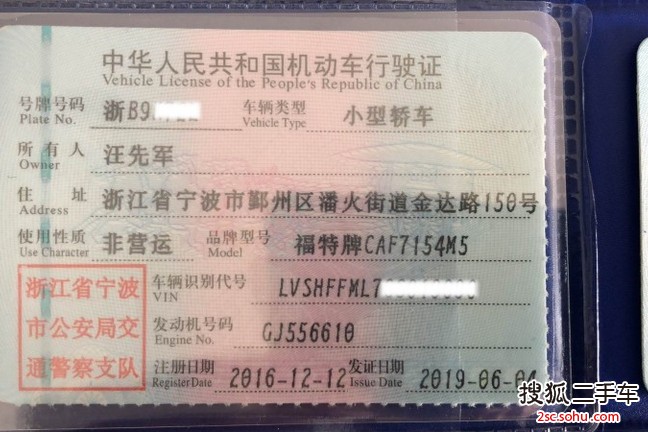 中华人民共和国机动车行驶证
Vehicle License of the People's Republic of China
号牌号码 浙B9 车辆类型 小型轿车
Plate No. Vehicle Type
所有人 汪先军
Owner
住址 浙江省宁波市鄞州区潘火街道金达路150号
Address
使用性质 非营运 品牌型号 福特牌CAF7154M5
Use Character Model
浙江省宁波
市公安局交
通警察支队
车辆识别代号 LVSHFFML7
VIN
发动机号码 GJ556610
Engine No.
注册日期 2016-12-12 发证日期 2019-06-04
Register Date Issue Date
搜狐二手车
2sc.sohu.com